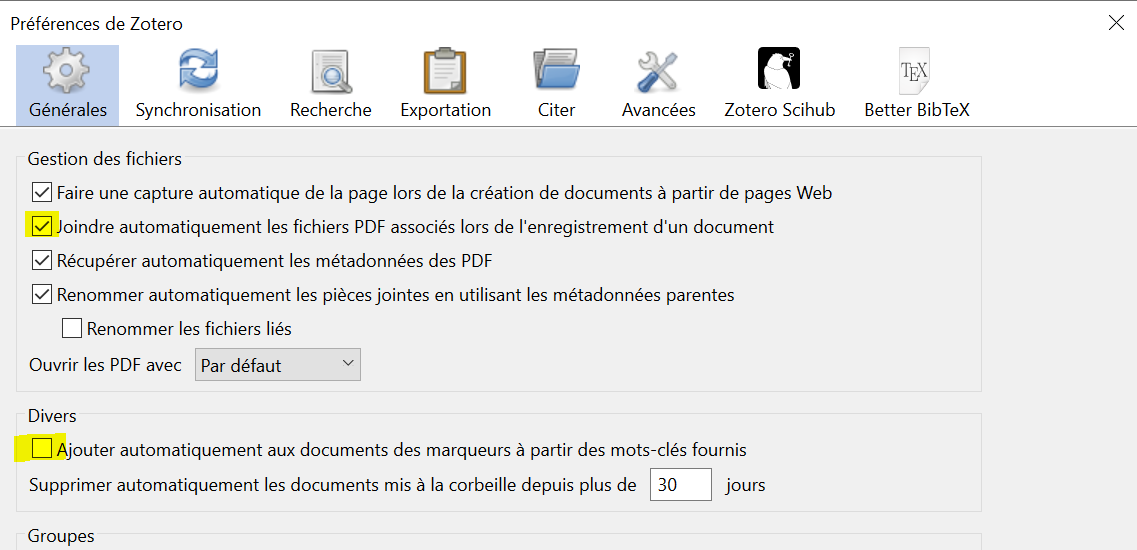 Préférences de Zotero
Générales Synchronisation Recherche Exportation Citer Avancées Zotero Scihub Better BibTeX
Gestion des fichiers
Faire une capture automatique de la page lors de la création de documents à partir de pages Web
Joindre automatiquement les fichiers PDF associés lors de l'enregistrement d'un document
Récupérer automatiquement les métadonnées des PDF
Renommer automatiquement les pièces jointes en utilisant les métadonnées parentes
Renommer les fichiers liés
Ouvrir les PDF avec Par défaut
Divers
Ajouter automatiquement aux documents des marqueurs à partir des mots-clés fournis
Supprimer automatiquement les documents mis à la corbeille depuis plus de 30 jours
Groupes